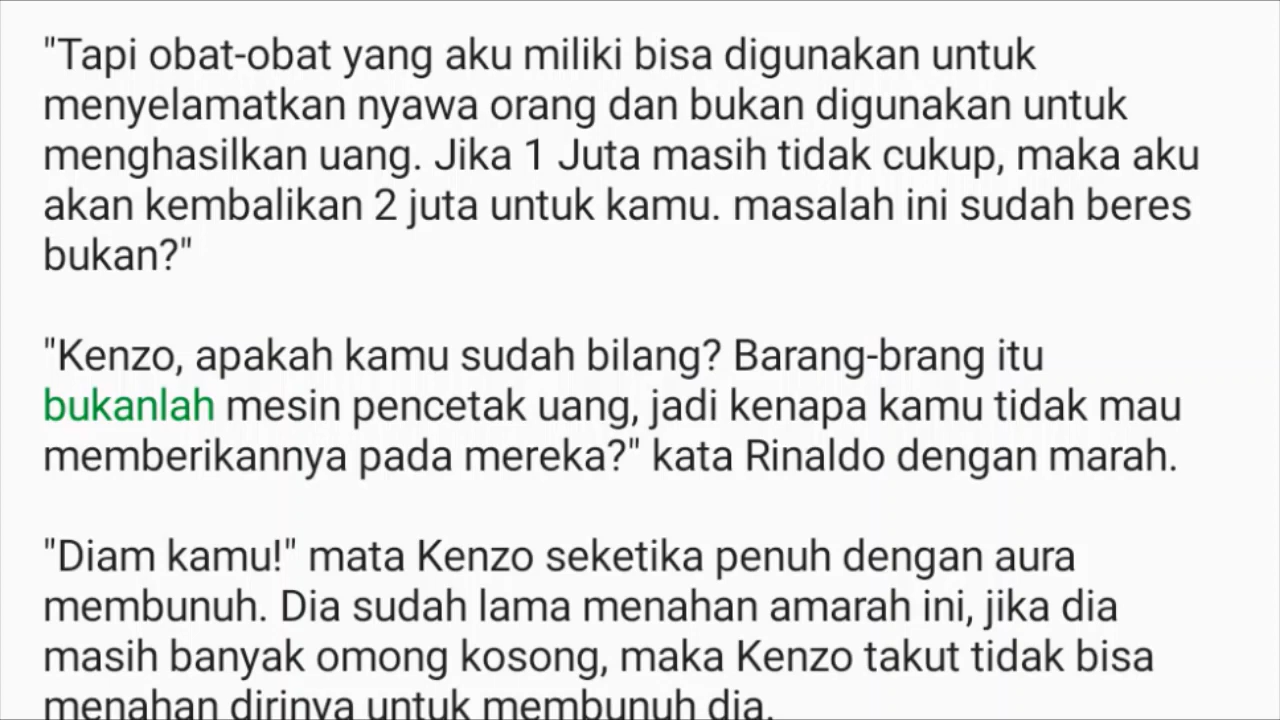 "Tapi obat-obat yang aku miliki bisa digunakan untuk
menyelamatkan nyawa orang dan bukan digunakan untuk
menghasilkan uang. Jika 1 Juta masih tidak cukup, maka aku
akan kembalikan 2 juta untuk kamu. masalah ini sudah beres
bukan?"
"Kenzo, apakah kamu sudah bilang? Barang-brang itu
bukanlah mesin pencetak uang, jadi kenapa kamu tidak mau
memberikannya pada mereka?" kata Rinaldo dengan marah.
"Diam kamu!" mata Kenzo seketika penuh dengan aura
membunuh. Dia sudah lama menahan amarah ini, jika dia
masih banyak omong kosong, maka Kenzo takut tidak bisa
menahan dirinya untuk membunuh dia.